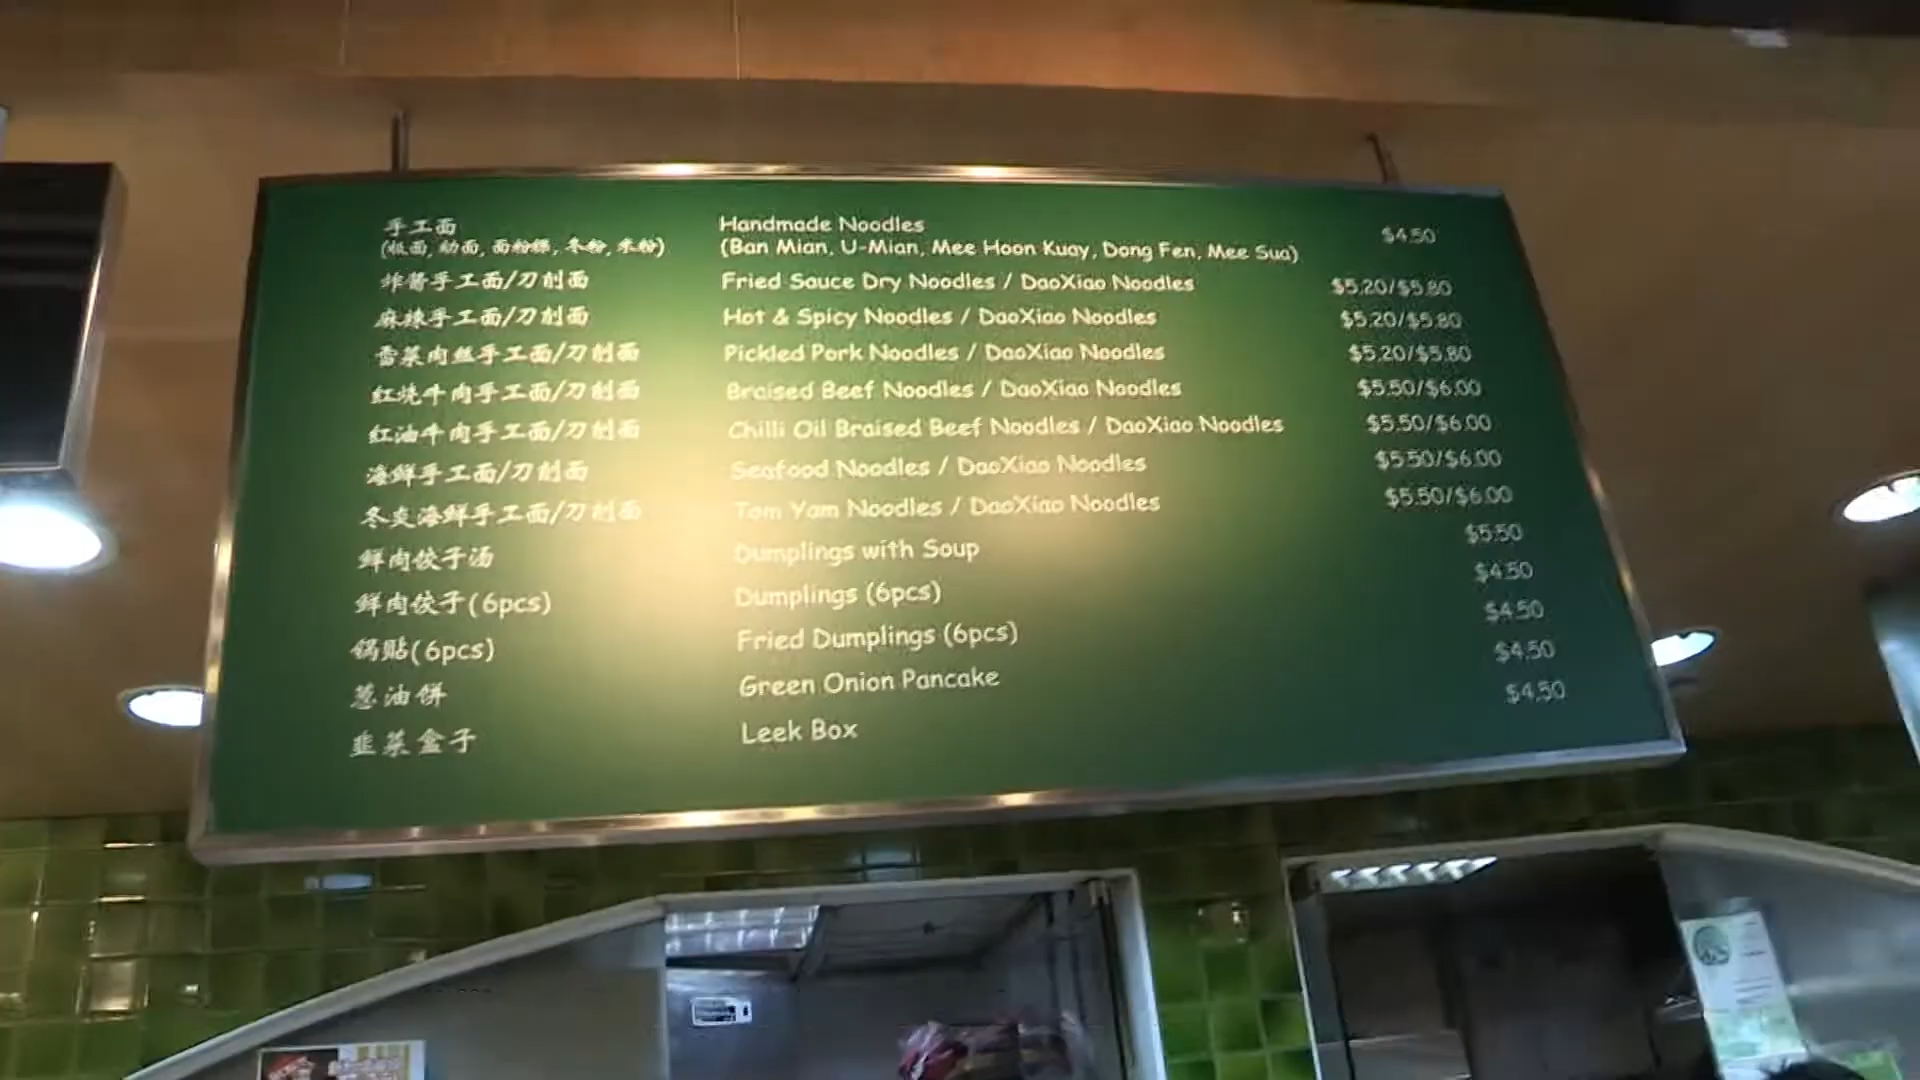 手工面 Handmade Noodles $4.50
(板面, 幼面, 面粉粿, 冬粉, 米粉) (Ban Mian, U-Mian, Mee Hoon Kuay, Dong Fen, Mee Sua)
炸酱手工面/刀削面 Fried Sauce Dry Noodles / DaoXiao Noodles $5.20/$5.80
麻辣手工面/刀削面 Hot & Spicy Noodles / DaoXiao Noodles $5.20/$5.80
雪菜肉丝手工面/刀削面 Pickled Pork Noodles / DaoXiao Noodles $5.20/$5.80
红烧牛肉手工面/刀削面 Braised Beef Noodles / DaoXiao Noodles $5.50/$6.00
红油牛肉手工面/刀削面 Chilli Oil Braised Beef Noodles / DaoXiao Noodles $5.50/$6.00
海鲜手工面/刀削面 Seafood Noodles / DaoXiao Noodles $5.50/$6.00
冬炎海鲜手工面/刀削面 Tom Yam Noodles / DaoXiao Noodles $5.50/$6.00
鲜肉饺子汤 Dumplings with Soup $5.50
鲜肉饺子(6pcs) Dumplings (6pcs) $4.50
锅贴(6pcs) Fried Dumplings (6pcs) $4.50
葱油饼 Green Onion Pancake $4.50
韭菜盒子 Leek Box $4.50